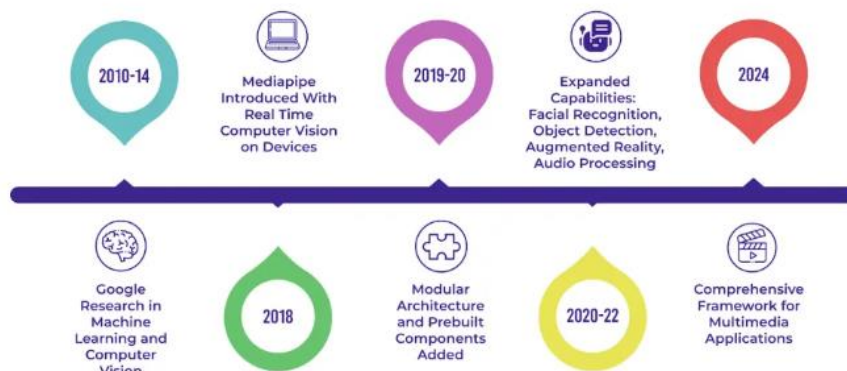 2010-14
Mediapipe
Introduced With
Real Time
Computer Vision
on Devices
2019-20
Expanded
Capabilities:
Facial Recognition,
Object Detection,
Augmented Reality,
Audio Processing
2024
Google
Research in
Machine
Learning and
Computer
Vision
2018
Modular
Architecture
and Prebuilt
Components
Added
2020-22
Comprehensive
Framework for
Multimedia
Applications